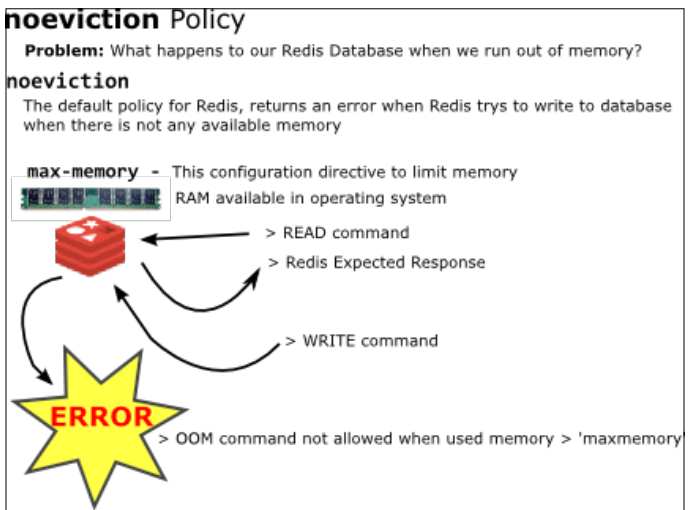 noeviction Policy
Problem: What happens to our Redis Database when we run out of memory?
noeviction
The default policy for Redis, returns an error when Redis trys to write to database
when there is not any available memory
max-memory - This configuration directive to limit memory
RAM available in operating system
> READ command
> Redis Expected Response
> WRITE command
ERROR
> OOM command not allowed when used memory > 'maxmemory'